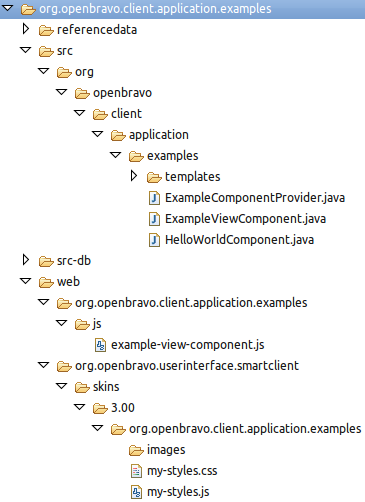 org.openbravo.client.application.examples
referencedata
src
org
openbravo
client
application
examples
templates
ExampleComponentProvider.java
ExampleViewComponent.java
HelloWorldComponent.java
src-db
web
org.openbravo.client.application.examples
js
example-view-component.js
org.openbravo.userinterface.smartclient
skins
3.00
org.openbravo.client.application.examples
images
my-styles.css
my-styles.js